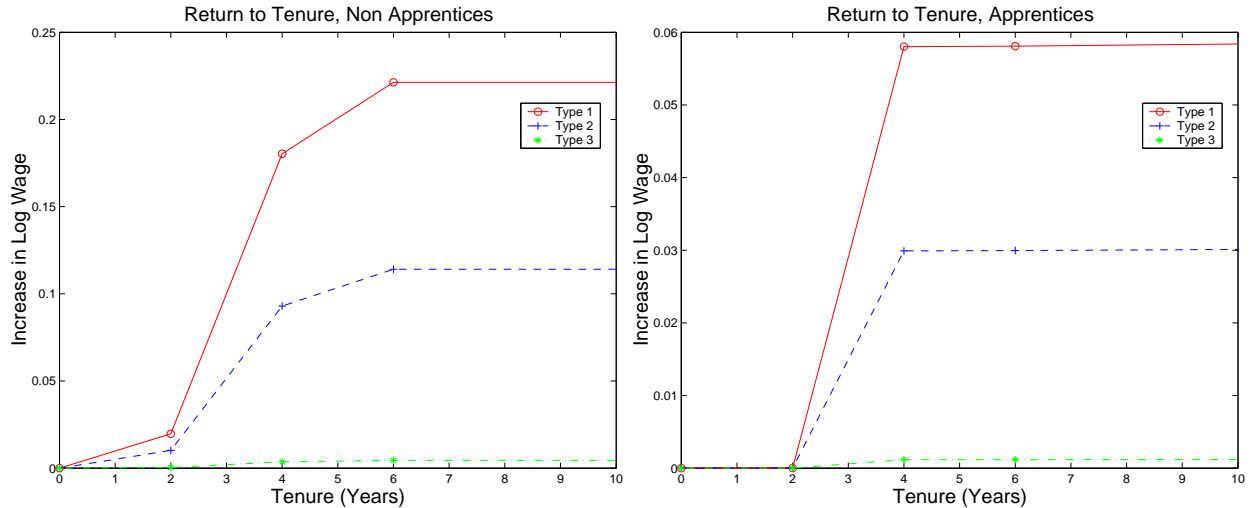 Return to Tenure, Non Apprentices
0.25
0.2
0.15
0.1
0.05
0
Increase in Log Wage
Type 1
Type 2
Type 3
0 1 2 3 4 5 6 7 8 9 10
Tenure (Years)
Return to Tenure, Apprentices
0.06
0.05
0.04
0.03
0.02
0.01
0
Increase in Log Wage
Type 1
Type 2
Type 3
0 1 2 3 4 5 6 7 8 9 10
Tenure (Years)